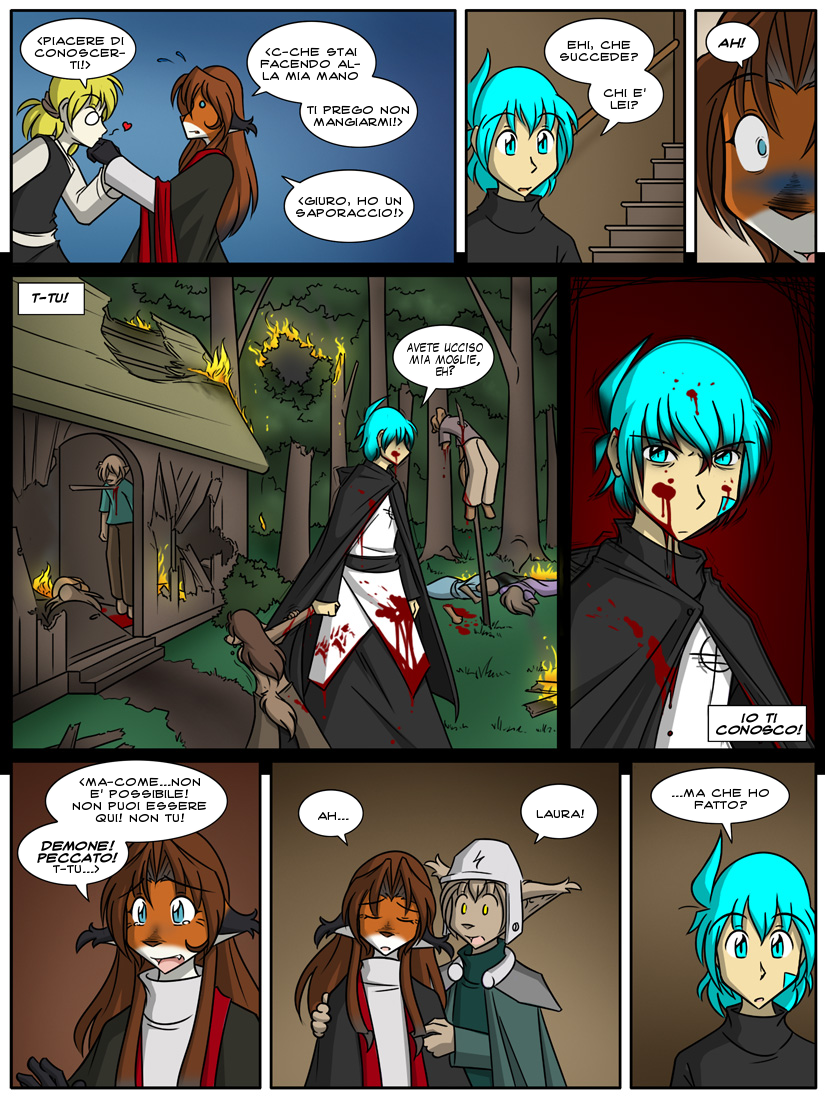 <PIACERE DI
CONOSCER-
TI!>
<C-CHE STAI
FACENDO AL-
LA MIA MANO
TI PREGO NON
MANGIARMI!>
<GIURO, HO UN
SAPORACCIO!>
EHI, CHE
SUCCEDE?
CHI E'
LEI?
AH!
T-TU!
AVETE UCCISO
MIA MOGLIE,
EH?
IO TI
CONOSCO!
<MA-COME...NON
E' POSSIBILE!
NON PUOI ESSERE
QUI! NON TU!
DEMONE!
PECCATO!
T-TU...>
AH...
LAURA!
...MA CHE HO
FATTO?